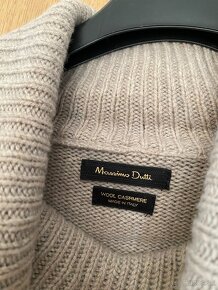 Massimo Dutti
WOOL CASHMERE
MADE IN ITALY